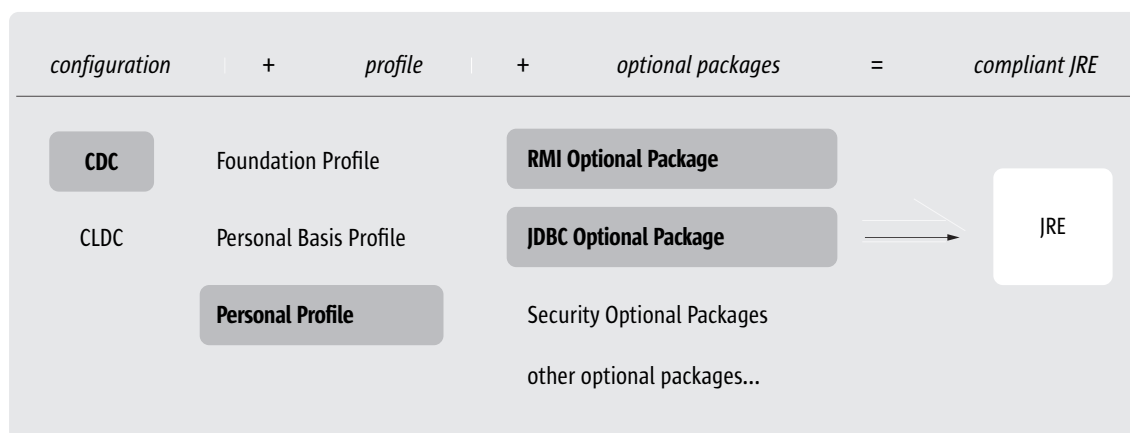 configuration + profile + optional packages = compliant JRE
CDC Foundation Profile RMI Optional Package
CLDC Personal Basis Profile JDBC Optional Package JRE
Personal Profile Security Optional Packages
other optional packages...